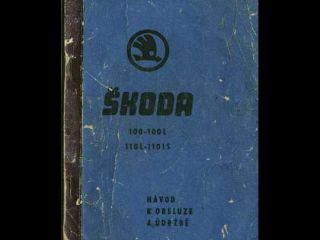 ŠKODA
100-100L
110L-110LS
NÁVOD
K OBSLUZE
A ÚDRŽBĚ